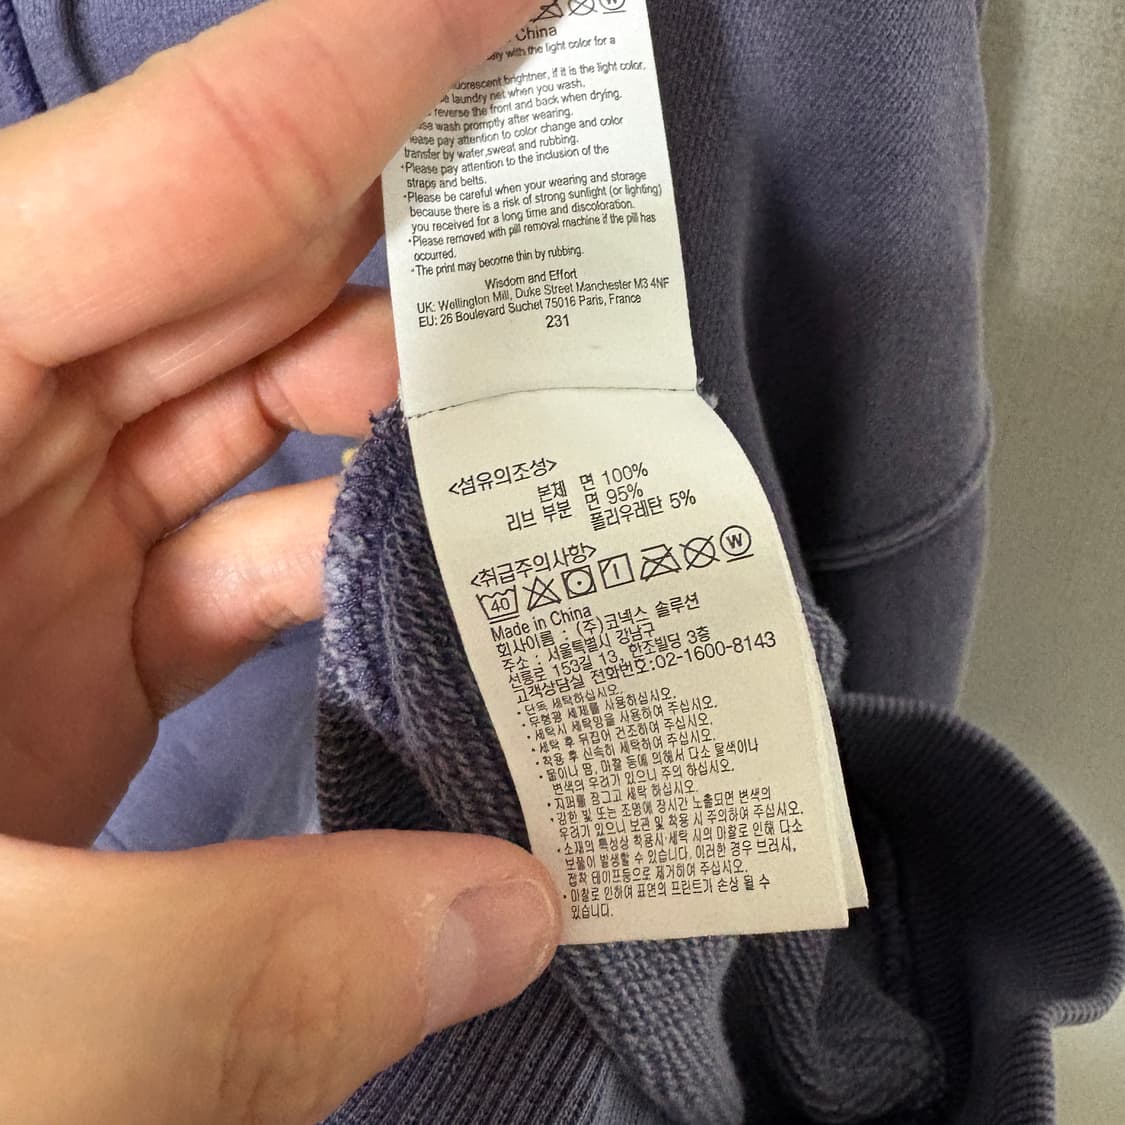 China
with the light color for a
brightner, if it is the light color.
laundry net when you wash.
reverse the front and back when drying.
wash promptly after wearing.
pay attention to color change and color
transfer by water,sweat and rubbing.
•Please pay attention to the inclusion of the
straps and belts.
•Please be careful when your wearing and storage
because there is a risk of strong sunlight (or lighting)
you received for a long time and discoloration.
•Please removed with pill removal machine if the pill has
occurred.
•The print may become thin by rubbing.
Wisdom and Effort
UK: Wellington Mill, Duke Street Manchester M3 4NF
EU: 26 Boulevard Suchet 75016 Paris, France
231
<섬유의조성>
본체 면 100%
리브 부분 면 95%
폴리우레탄 5%
<취급주의사항>
40 1 W
Made in China
회사이름 : (주)코넥스 솔루션
주소 : 서울특별시 강남구
선릉로 153길 13, 한조빌딩 3층
고객상담실 전화번호:02-1600-8143
• 단독 세탁하십시오.
• 무형광 세제를 사용하십시오.
• 세탁시 세탁망을 사용하여 주십시오.
• 세탁 후 뒤집어 건조하여 주십시오.
• 착용 후 신속히 세탁하여 주십시오.
• 물이나 땀, 마찰 등에 의해서 다소 탈색이나
변색의 우려가 있으니 주의 하십시오.
• 지퍼를 잠그고 세탁 하십시오.
• 강한 빛 또는 조명에 장시간 노출되면 변색의
우려가 있으니 보관 및 착용 시 주의하여 주십시오.
• 소재의 특성상 착용시·세탁 시의 마찰로 인해 다소
보풀이 발생할 수 있습니다. 이러한 경우 브러시,
접착 테이프등으로 제거하여 주십시오.
• 마찰로 인하여 표면의 프린트가 손상 될 수
있습니다.